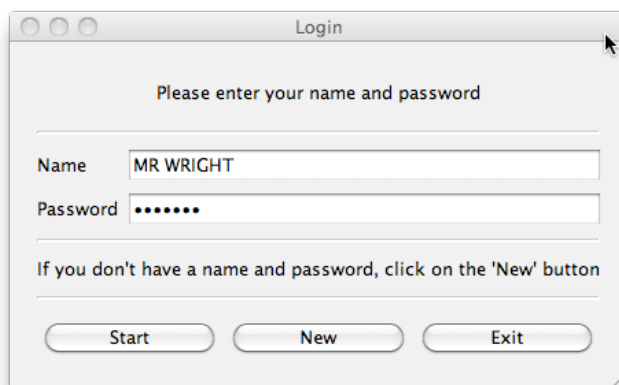 Login
Please enter your name and password
Name MR WRIGHT
Password •••••••
If you don't have a name and password, click on the 'New' button
Start New Exit